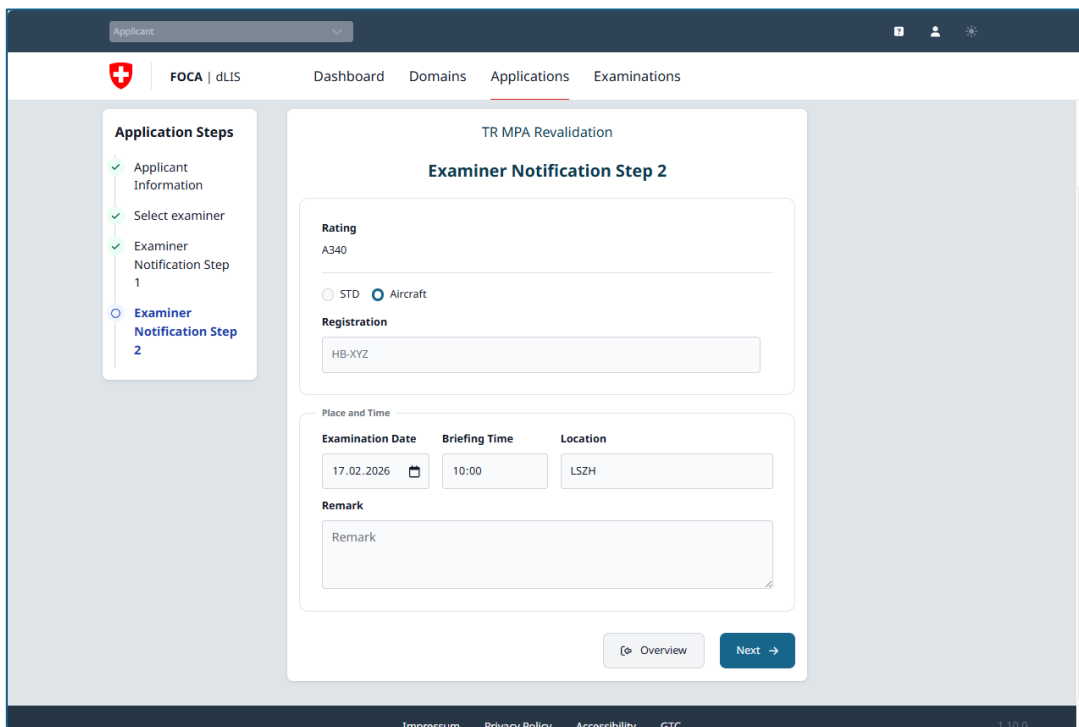 Applicant
FOCA | dLIS
Dashboard Domains Applications Examinations
Application Steps
Applicant
Information
Select examiner
Examiner
Notification Step
1
Examiner
Notification Step
2
TR MPA Revalidation
Examiner Notification Step 2
Rating
A340
STD Aircraft
Registration
HB-XYZ
Place and Time
Examination Date Briefing Time Location
17.02.2026 10:00 LSZH
Remark
Remark
Overview Next
Impressum Privacy Policy Accessibility GTC 1.10.0